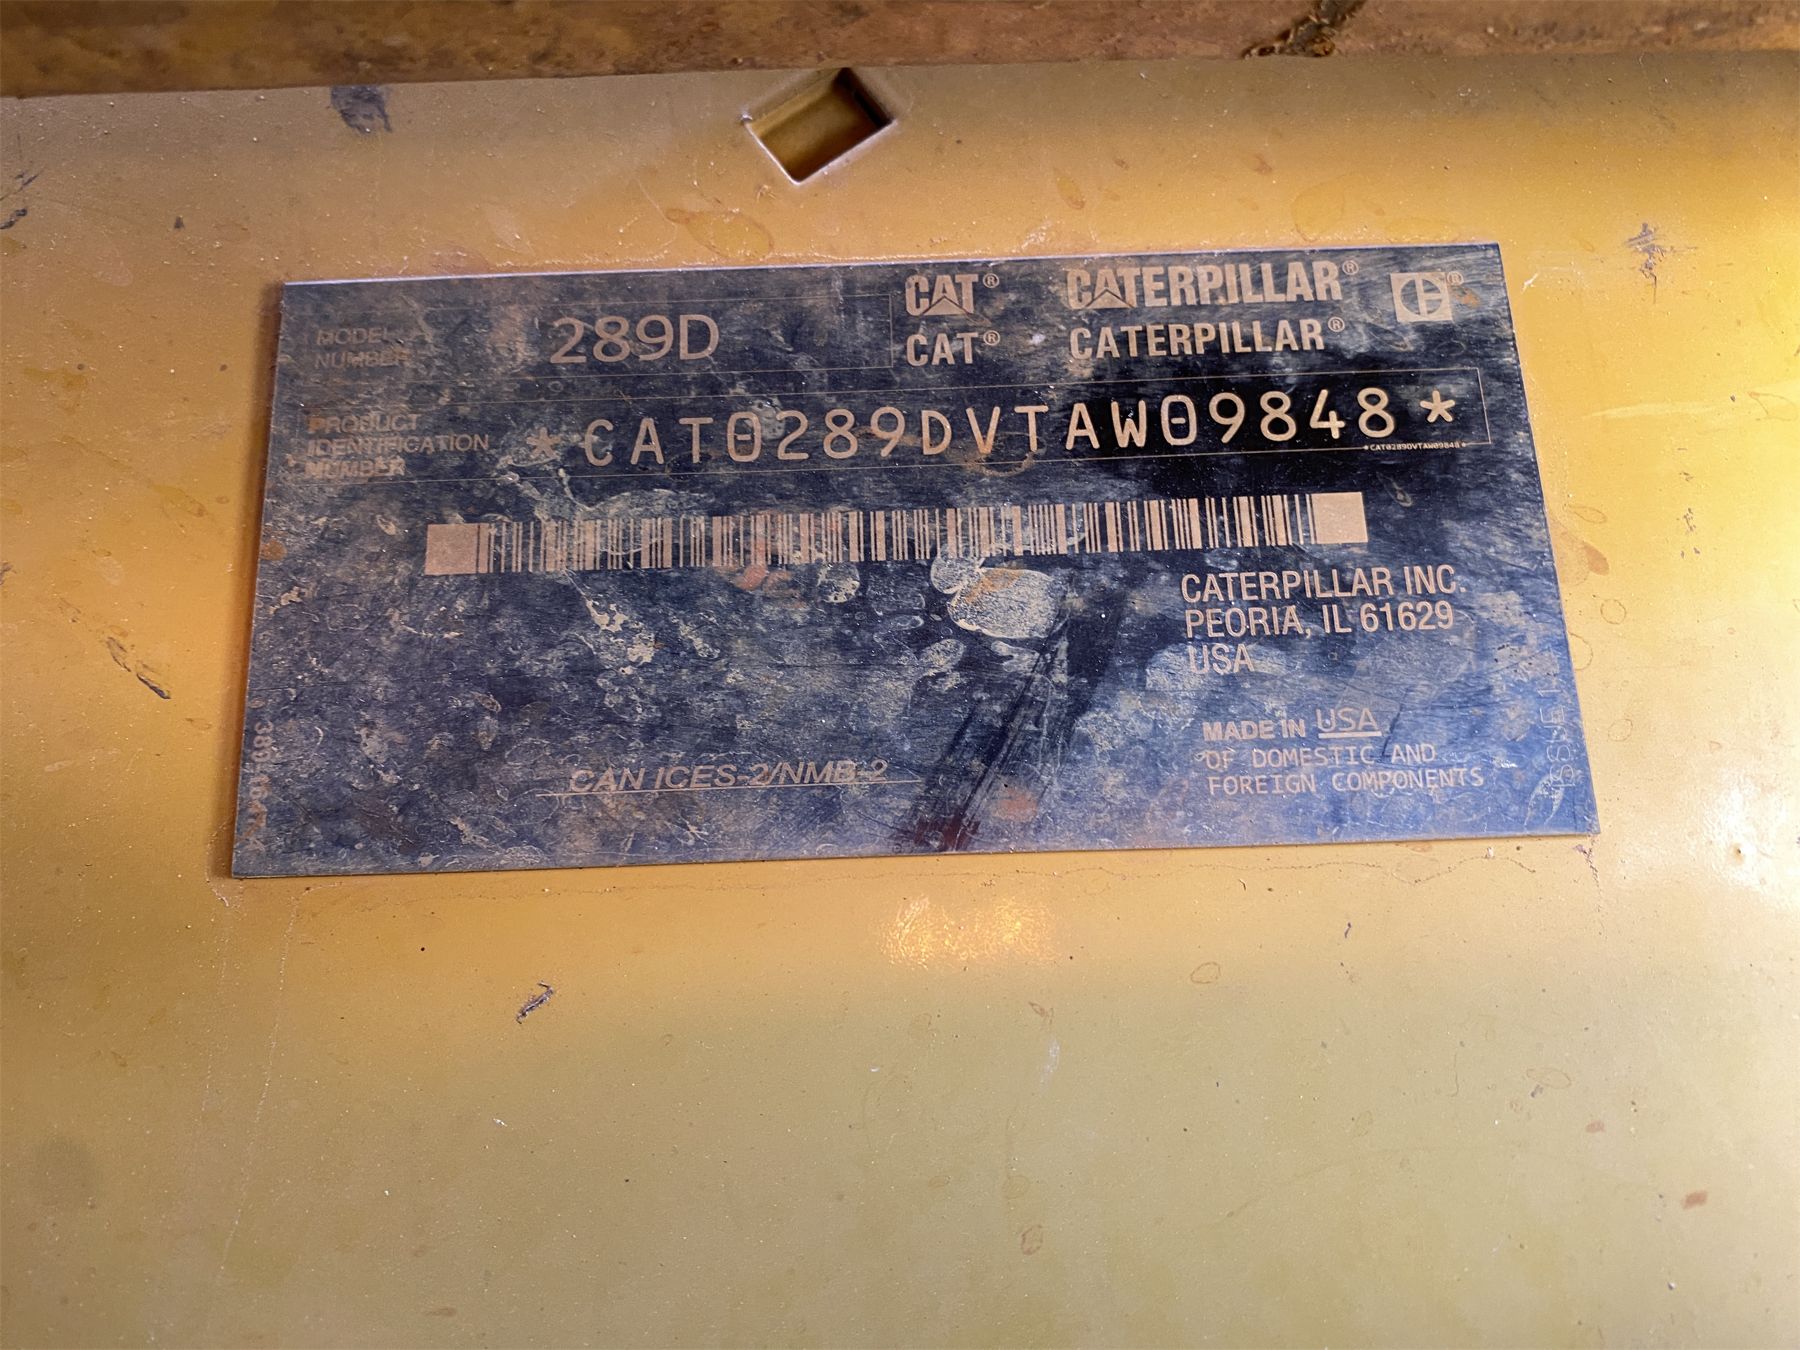 MODEL
NUMBER
289D
CAT® CATERPILLAR®
CAT® CATERPILLAR®
PRODUCT
IDENTIFICATION
NUMBER
*CAT0289DVTAW09848*
*CAT0289DVTAW09848*
CATERPILLAR INC.
PEORIA, IL 61629
USA
MADE IN USA
OF DOMESTIC AND
FOREIGN COMPONENTS
CAN ICES-2/NMB-2